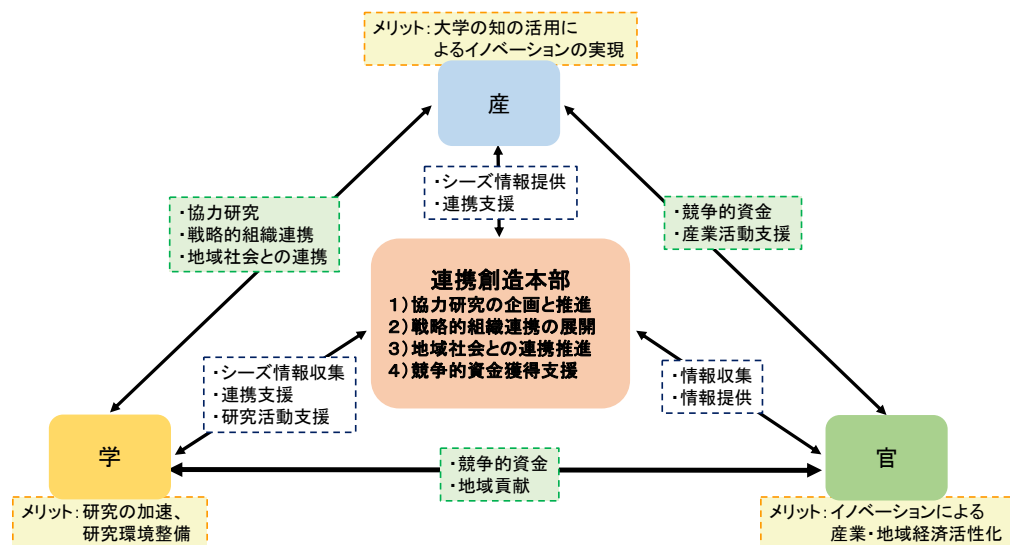 メリット：大学の知の活用に
よるイノベーションの実現
産
・シーズ情報提供
・連携支援
・協力研究
・戦略的組織連携
・地域社会との連携
・競争的資金
・産業活動支援
連携創造本部
１）協力研究の企画と推進
２）戦略的組織連携の展開
３）地域社会との連携推進
４）競争的資金獲得支援
・シーズ情報収集
・連携支援
・研究活動支援
・情報収集
・情報提供
学
官
・競争的資金
・地域貢献
メリット：研究の加速、
研究環境整備
メリット：イノベーションによる
産業・地域経済活性化